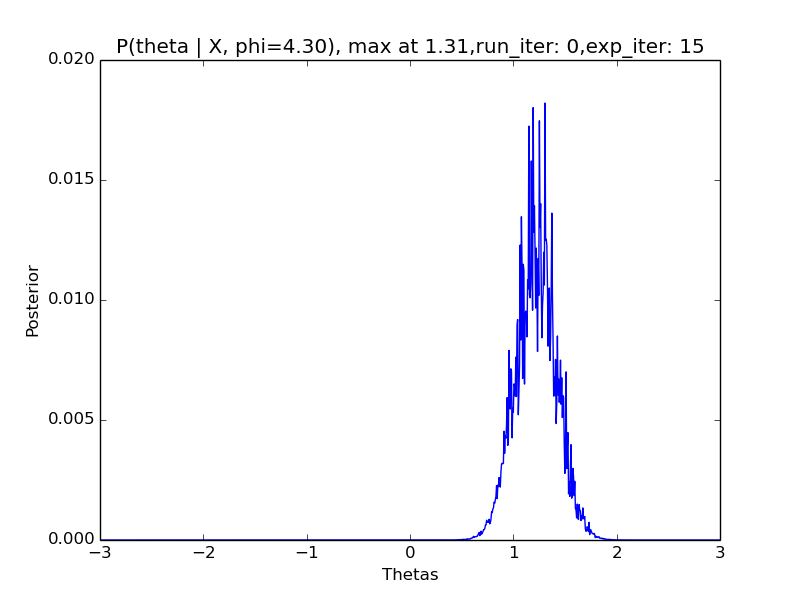 P(theta | X, phi=4.30), max at 1.31,run_iter: 0,exp_iter: 15
0.020
0.015
0.010
0.005
0.000
Posterior
−3 −2 −1 0 1 2 3
Thetas